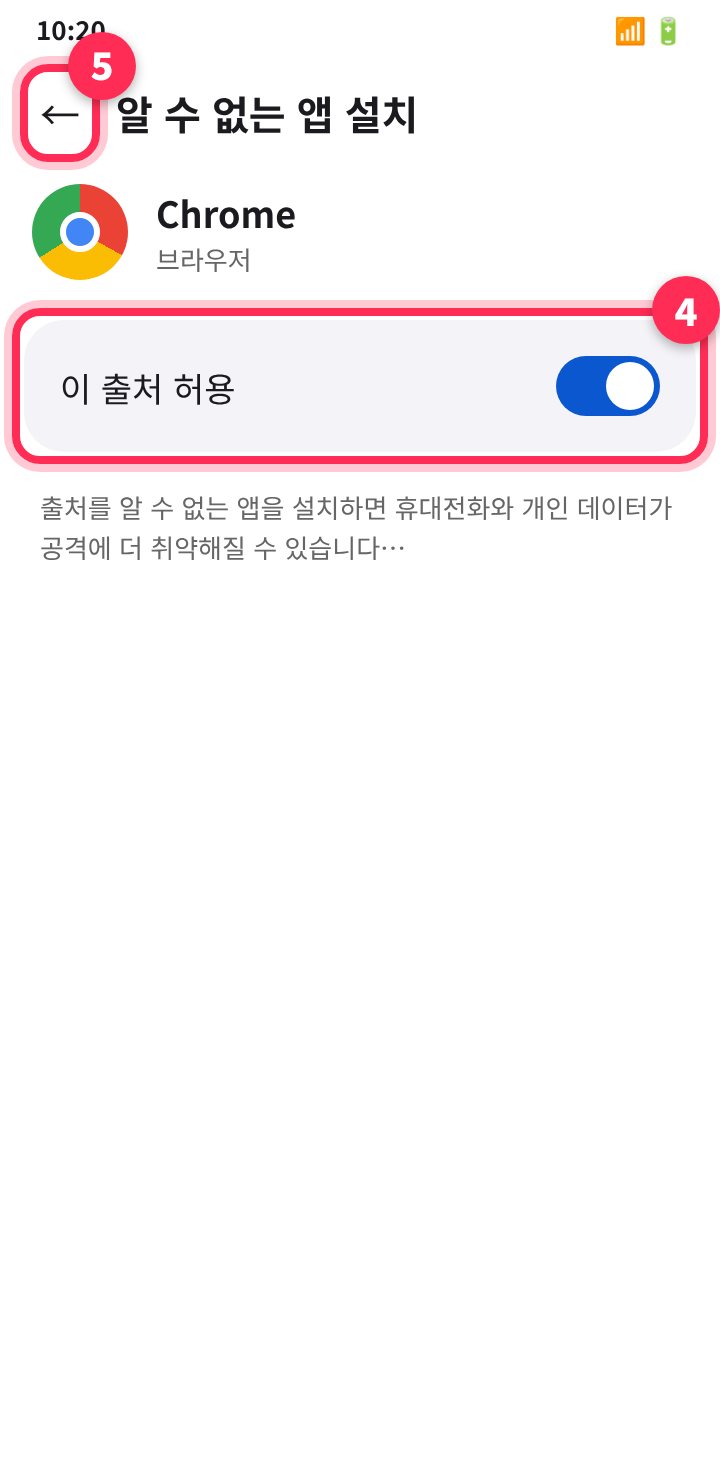 10:20
5
← 알 수 없는 앱 설치
Chrome
브라우저
4
이 출처 허용
출처를 알 수 없는 앱을 설치하면 휴대전화와 개인 데이터가
공격에 더 취약해질 수 있습니다…